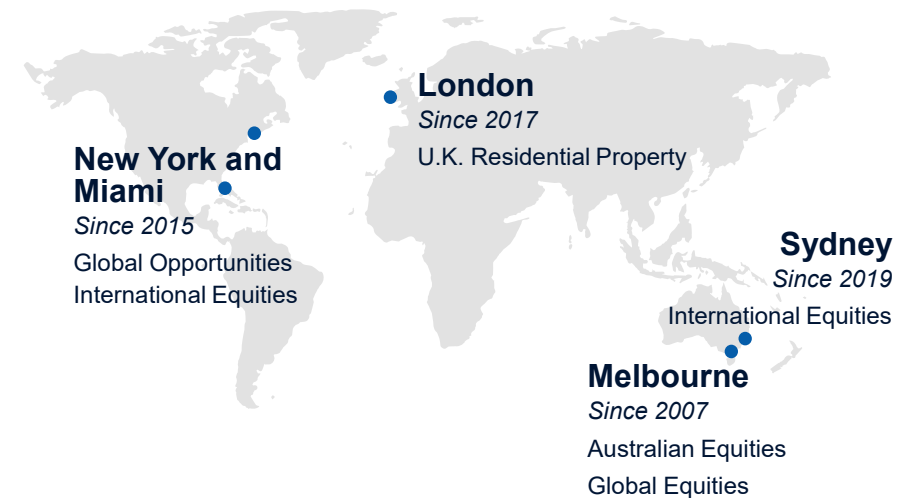 London
Since 2017
U.K. Residential Property
New York and
Miami
Since 2015
Global Opportunities
International Equities
Sydney
Since 2019
International Equities
Melbourne
Since 2007
Australian Equities
Global Equities